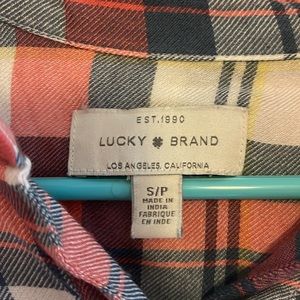 EST. 1990
LUCKY BRAND
LOS ANGELES, CALIFORNIA
S/P
MADE IN
INDIA
FABRIQUE
EN INDE